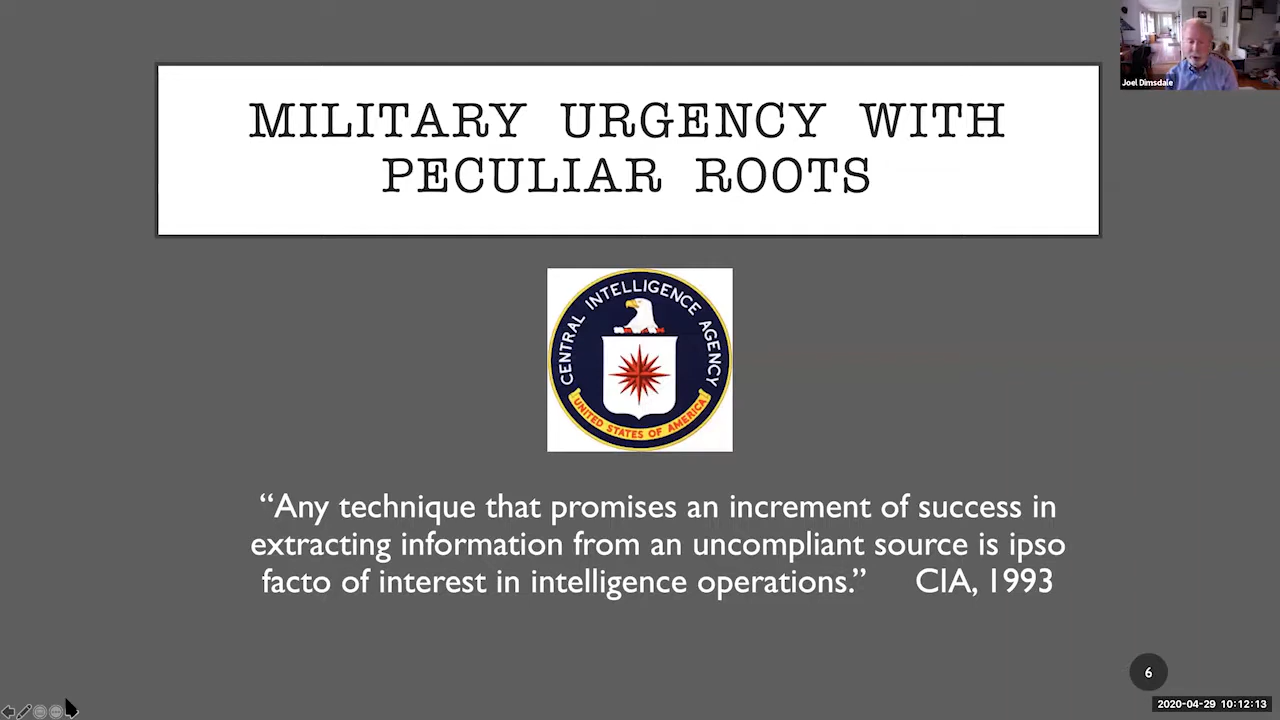 Joel Dimsdale
MILITARY URGENCY WITH
PECULIAR ROOTS
CENTRAL INTELLIGENCE AGENCY
UNITED STATES OF AMERICA
“Any technique that promises an increment of success in
extracting information from an uncompliant source is ipso
facto of interest in intelligence operations.” CIA, 1993
6
2020-04-29 10:12:13